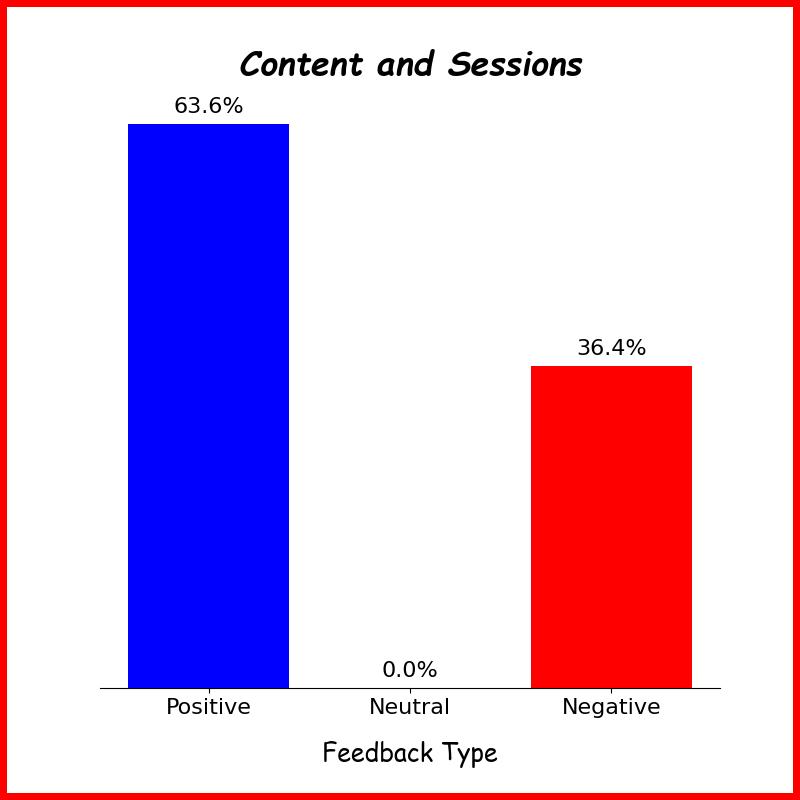 Content and Sessions
63.6%
36.4%
0.0%
Positive Neutral Negative
Feedback Type